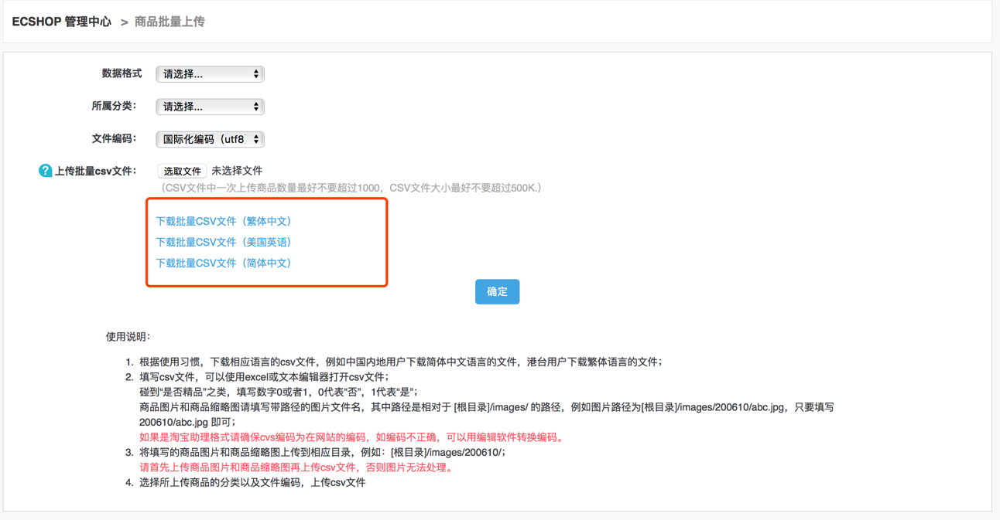 ECSHOP 管理中心 > 商品批量上传
数据格式 请选择...
所属分类： 请选择...
文件编码： 国际化编码（utf8
? 上传批量csv文件： 选取文件 未选择文件
（CSV文件中一次上传商品数量最好不要超过1000，CSV文件大小最好不要超过500K.）
下载批量CSV文件（繁体中文）
下载批量CSV文件（美国英语）
下载批量CSV文件（简体中文）
确定
使用说明：
1. 根据使用习惯，下载相应语言的csv文件，例如中国内地用户下载简体中文语言的文件，港台用户下载繁体语言的文件；
2. 填写csv文件，可以使用excel或文本编辑器打开csv文件；
碰到“是否精品”之类，填写数字0或者1，0代表“否”，1代表“是”；
商品图片和商品缩略图请填写带路径的图片文件名，其中路径是相对于 [根目录]/images/ 的路径，例如图片路径为[根目录]/images/200610/abc.jpg，只要填写
200610/abc.jpg 即可；
如果是淘宝助理格式请确保cvs编码为在网站的编码，如编码不正确，可以用编辑软件转换编码。
3. 将填写的商品图片和商品缩略图上传到相应目录，例如：[根目录]/images/200610/；
请首先上传商品图片和商品缩略图再上传csv文件，否则图片无法处理。
4. 选择所上传商品的分类以及文件编码，上传csv文件